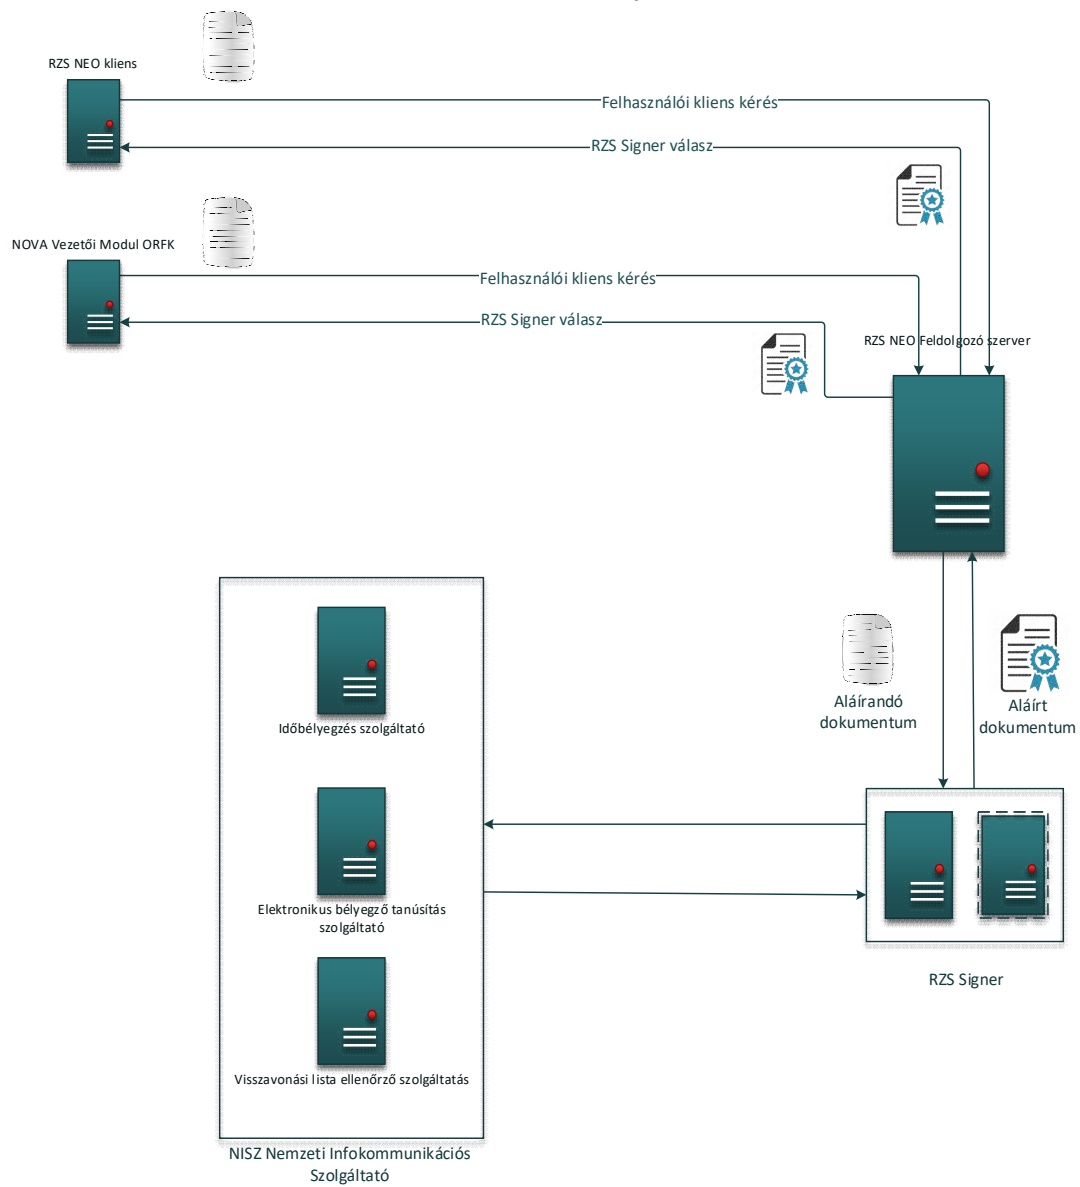 RZS NEO kliens
Felhasználói kliens kérés
RZS Signer válasz
NOVA Vezetői Modul ORFK
Felhasználói kliens kérés
RZS Signer válasz
RZS NEO Feldolgozó szerver
Aláírandó
dokumentum
Aláírt
dokumentum
Időbélyegzés szolgáltató
Elektronikus bélyegző tanúsítás
szolgáltató
RZS Signer
Visszavonási lista ellenőrző szolgáltatás
NISZ Nemzeti Infokommunikációs
Szolgáltató